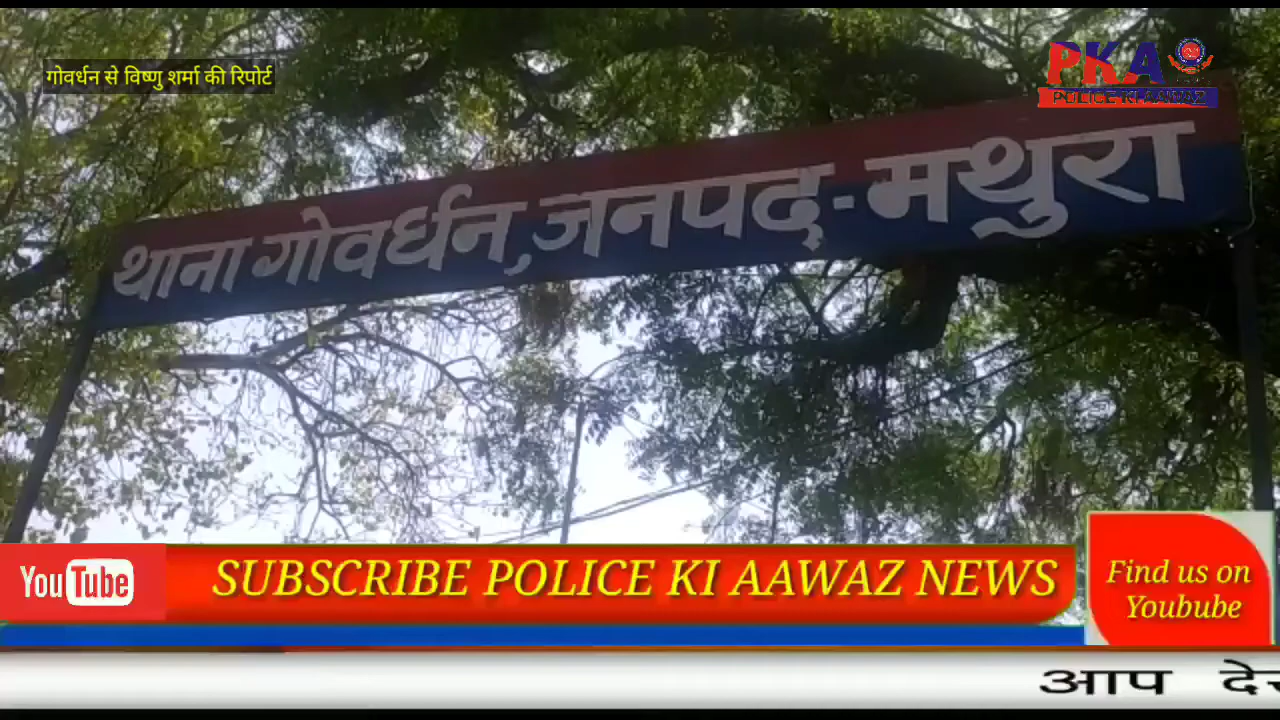 गोवर्धन से विष्णु शर्मा की रिपोर्ट
PKA
POLICE KI AAWAZ
थाना गोवर्धन, जनपद-मथुरा
YouTube
SUBSCRIBE POLICE KI AAWAZ NEWS
Find us on
Youbube
आप